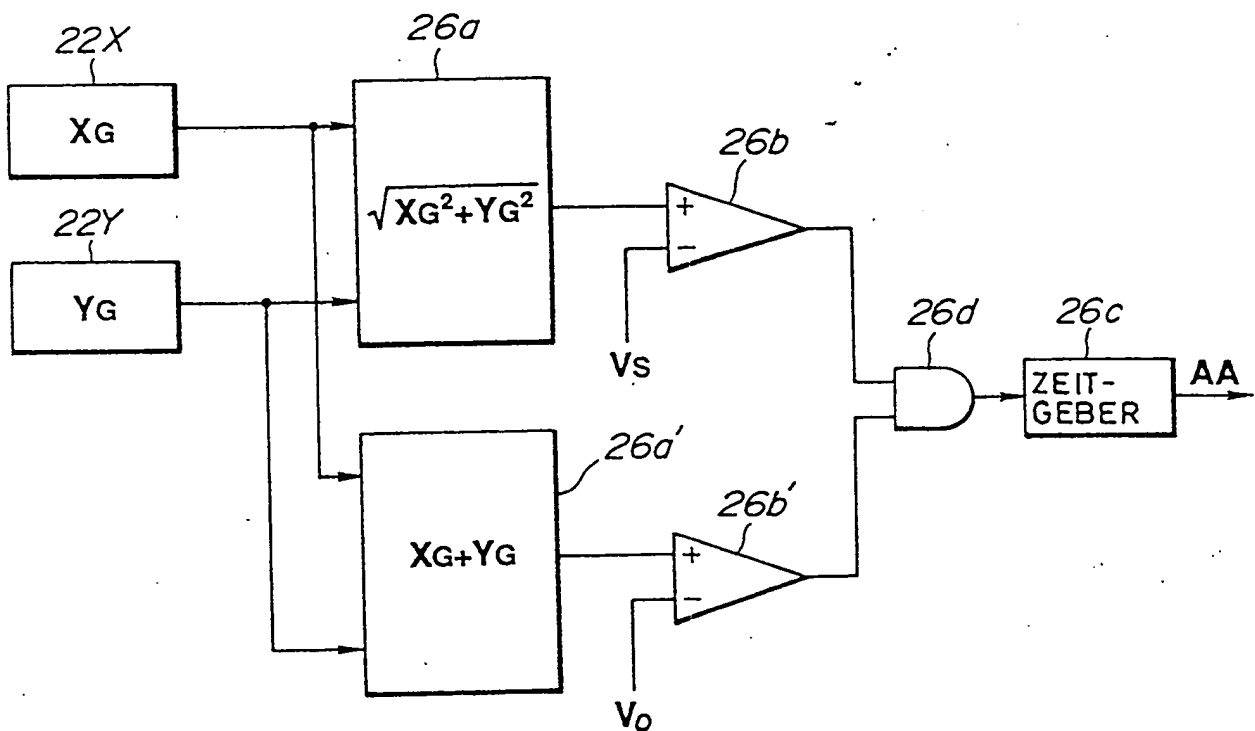 22X
26a
XG
√XG²+YG²
26b
+
−
22Y
YG
VS
26d
26c
ZEIT-
GEBER
AA
26a'
XG+YG
26b'
+
−
VO